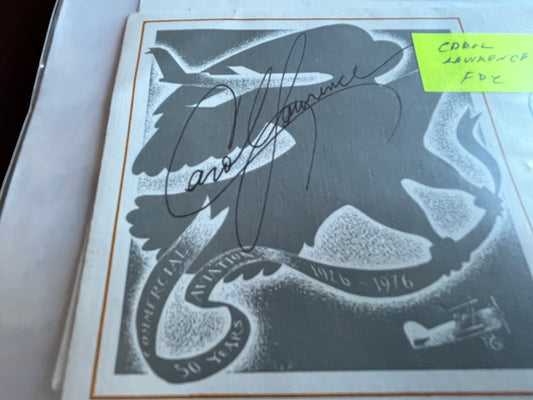 Carol Lawrence
CAROL
LAWRENCE
FDC
COMMERCIAL
AVIATION
1926-1976
50 YEARS